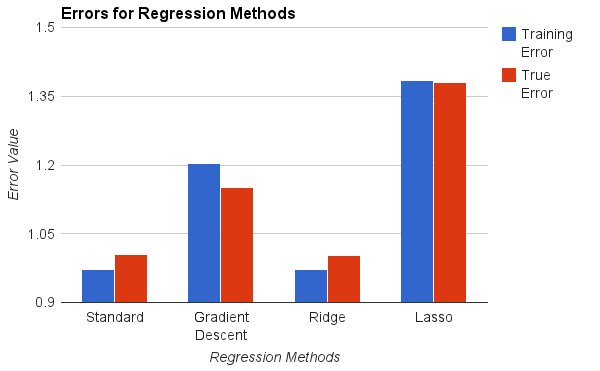 Errors for Regression Methods
1.5
1.35
1.2
1.05
0.9
Error Value
Standard
Gradient
Descent
Ridge
Lasso
Regression Methods
Training
Error
True
Error